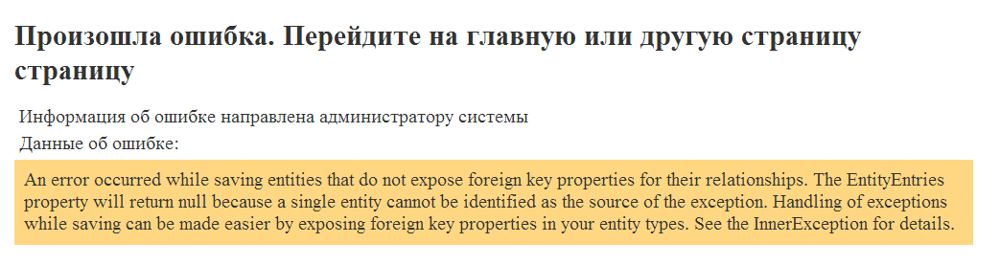 Произошла ошибка. Перейдите на главную или другую страницу
страницу
Информация об ошибке направлена администратору системы
Данные об ошибке:
An error occurred while saving entities that do not expose foreign key properties for their relationships. The EntityEntries
property will return null because a single entity cannot be identified as the source of the exception. Handling of exceptions
while saving can be made easier by exposing foreign key properties in your entity types. See the InnerException for details.